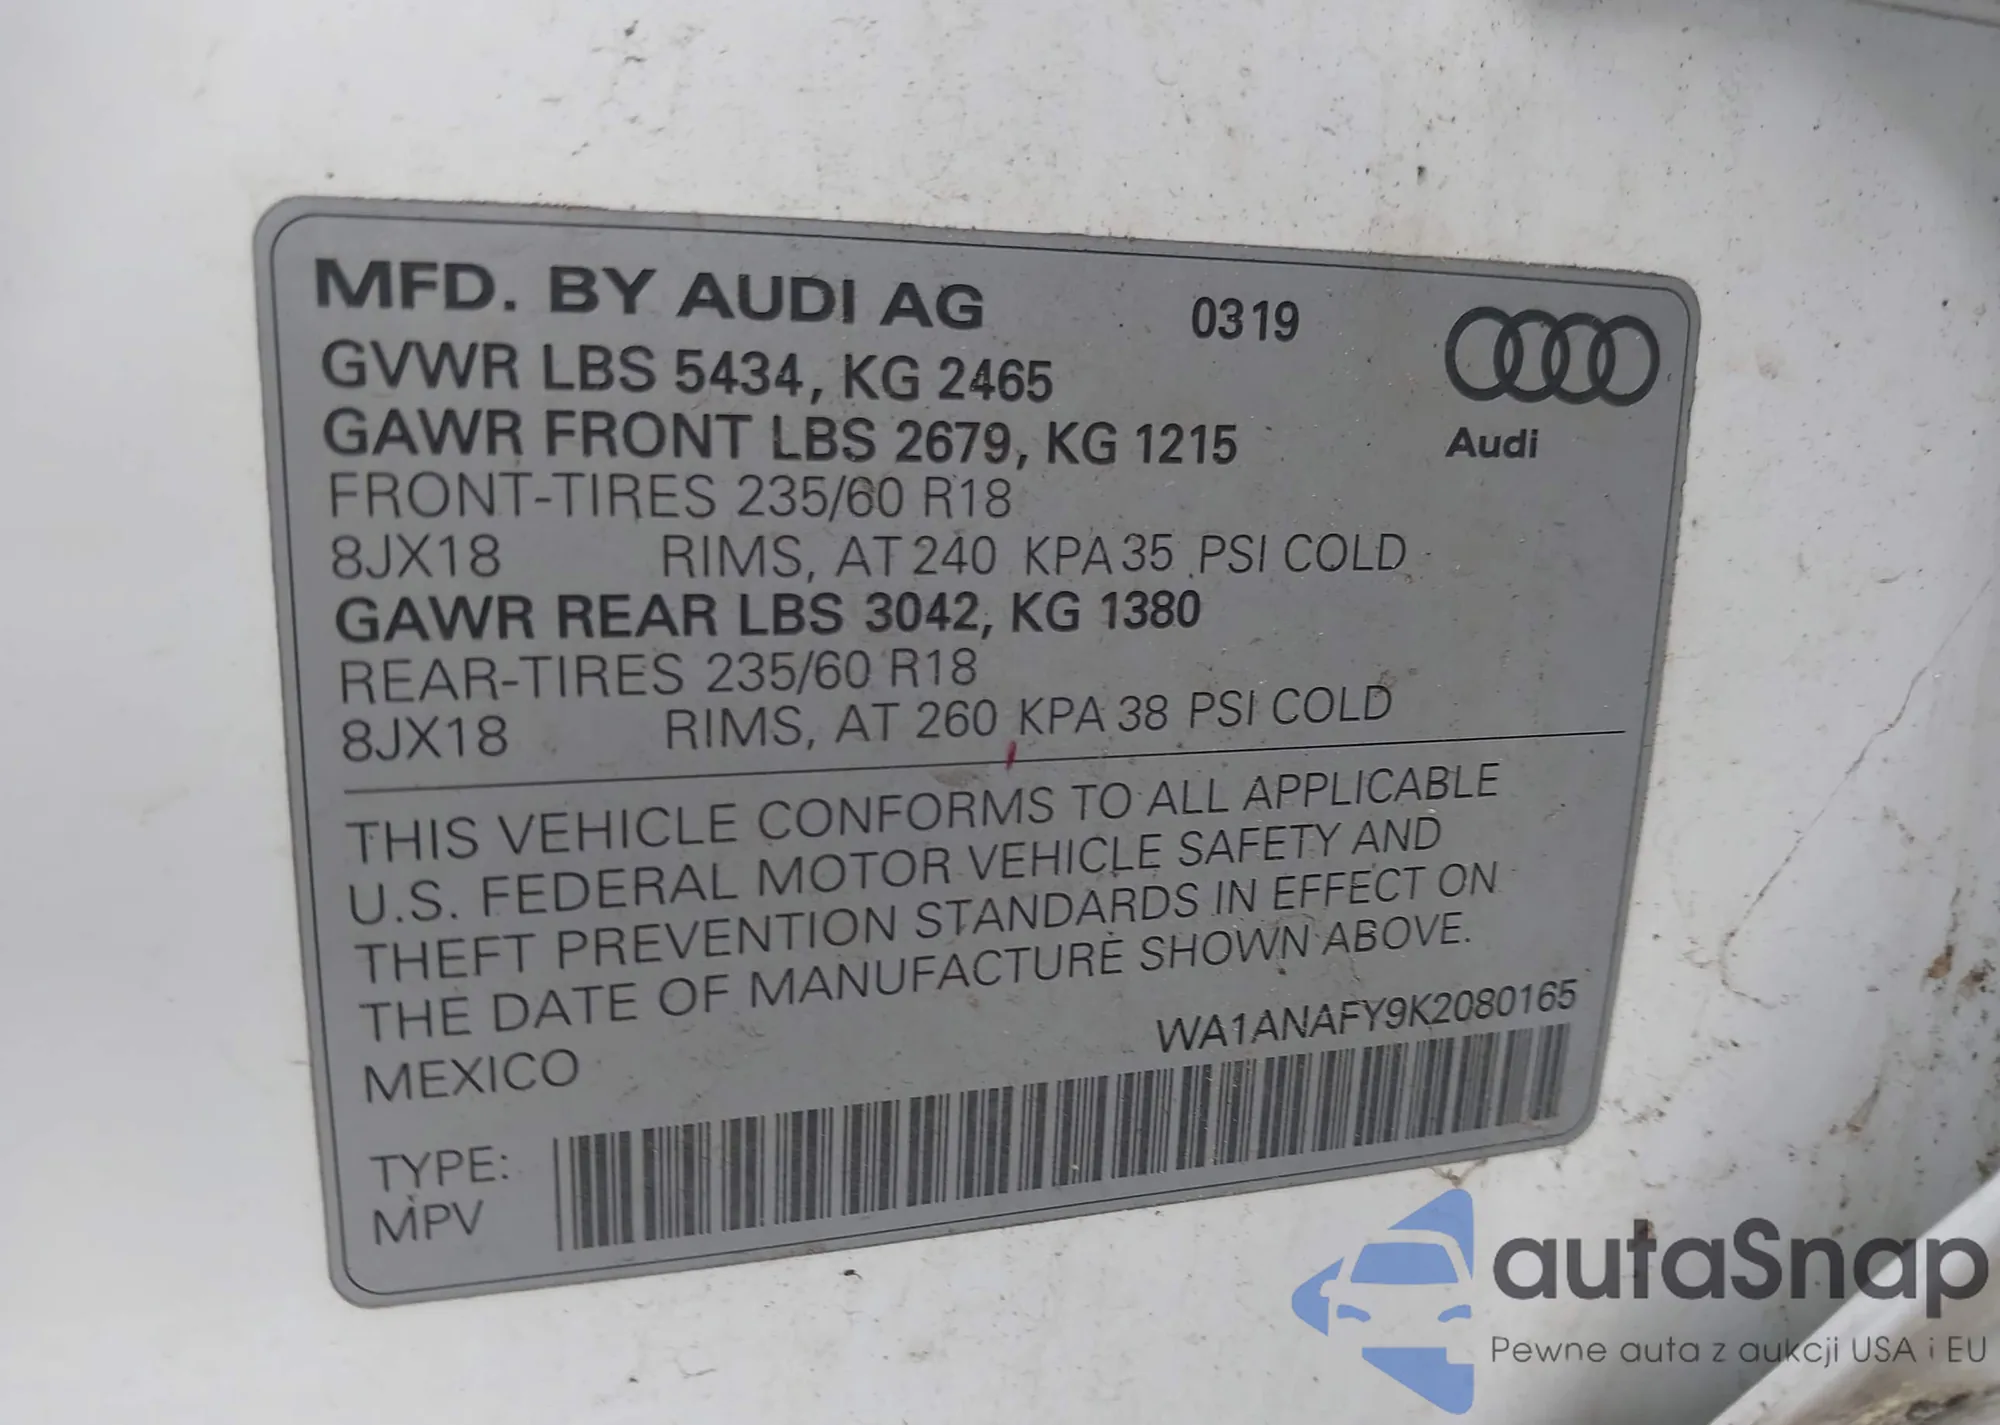 MFD. BY AUDI AG 0319
GVWR LBS 5434, KG 2465
GAWR FRONT LBS 2679, KG 1215
Audi
FRONT-TIRES 235/60 R18
8JX18 RIMS, AT 240 KPA 35 PSI COLD
GAWR REAR LBS 3042, KG 1380
REAR-TIRES 235/60 R18
8JX18 RIMS, AT 260 KPA 38 PSI COLD
THIS VEHICLE CONFORMS TO ALL APPLICABLE
U.S. FEDERAL MOTOR VEHICLE SAFETY AND
THEFT PREVENTION STANDARDS IN EFFECT ON
THE DATE OF MANUFACTURE SHOWN ABOVE.
WA1ANAFY9K2080165
MEXICO
TYPE:
MPV
autaSnap
Pewne auta z aukcji USA i EU